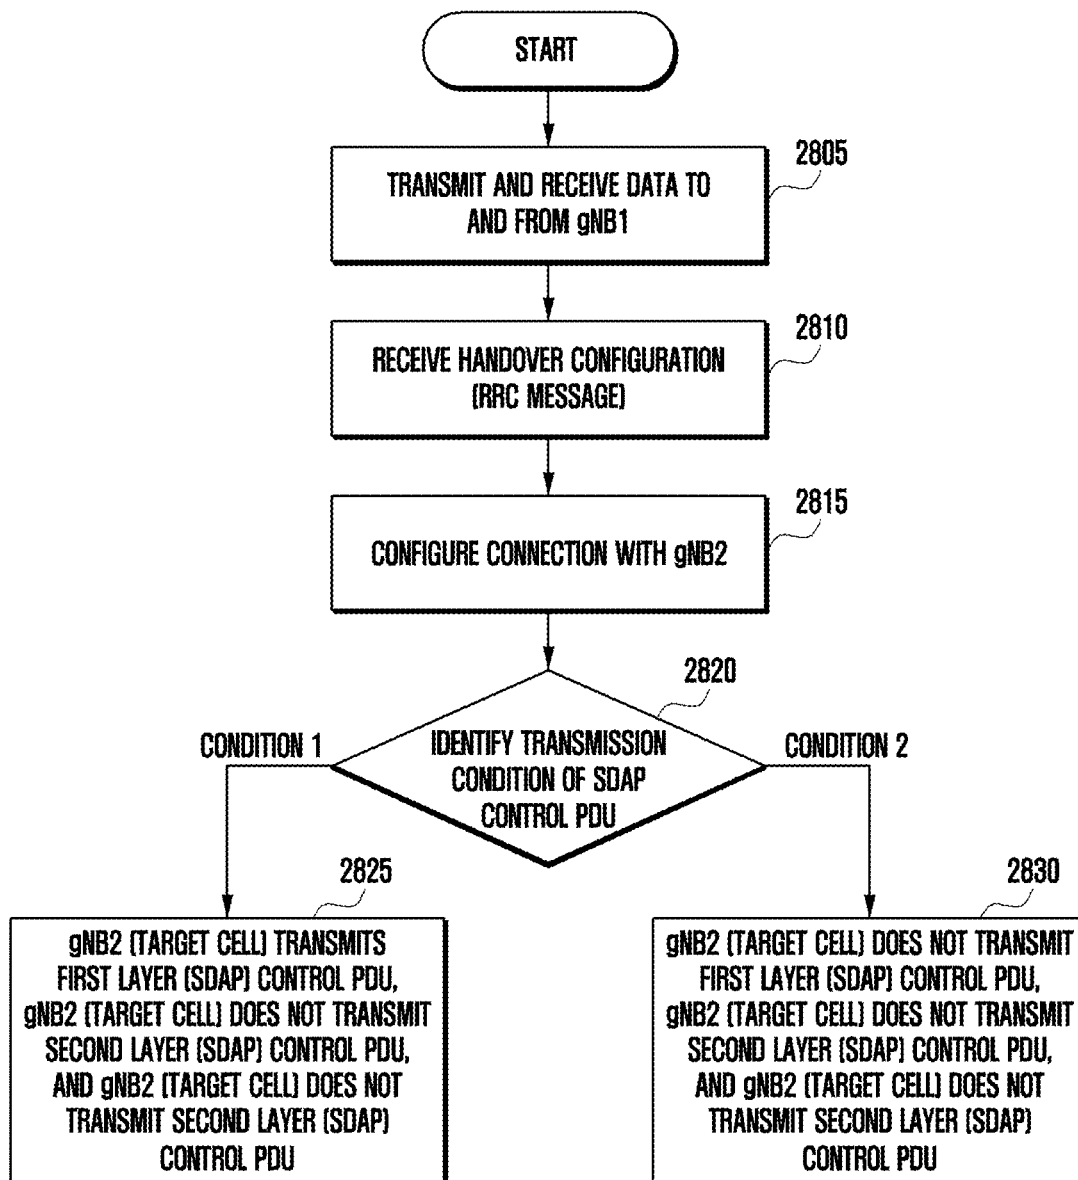 START
2805
TRANSMIT AND RECEIVE DATA TO
AND FROM gNB1
2810
RECEIVE HANDOVER CONFIGURATION
(RRC MESSAGE)
2815
CONFIGURE CONNECTION WITH gNB2
2820
CONDITION 1
IDENTIFY TRANSMISSION
CONDITION OF SDAP
CONTROL PDU
CONDITION 2
2825
gNB2 (TARGET CELL) TRANSMITS
FIRST LAYER (SDAP) CONTROL PDU,
gNB2 (TARGET CELL) DOES NOT TRANSMIT
SECOND LAYER (SDAP) CONTROL PDU,
AND gNB2 (TARGET CELL) DOES NOT
TRANSMIT SECOND LAYER (SDAP)
CONTROL PDU
2830
gNB2 (TARGET CELL) DOES NOT TRANSMIT
FIRST LAYER (SDAP) CONTROL PDU,
gNB2 (TARGET CELL) DOES NOT TRANSMIT
SECOND LAYER (SDAP) CONTROL PDU,
AND gNB2 (TARGET CELL) DOES NOT
TRANSMIT SECOND LAYER (SDAP)
CONTROL PDU